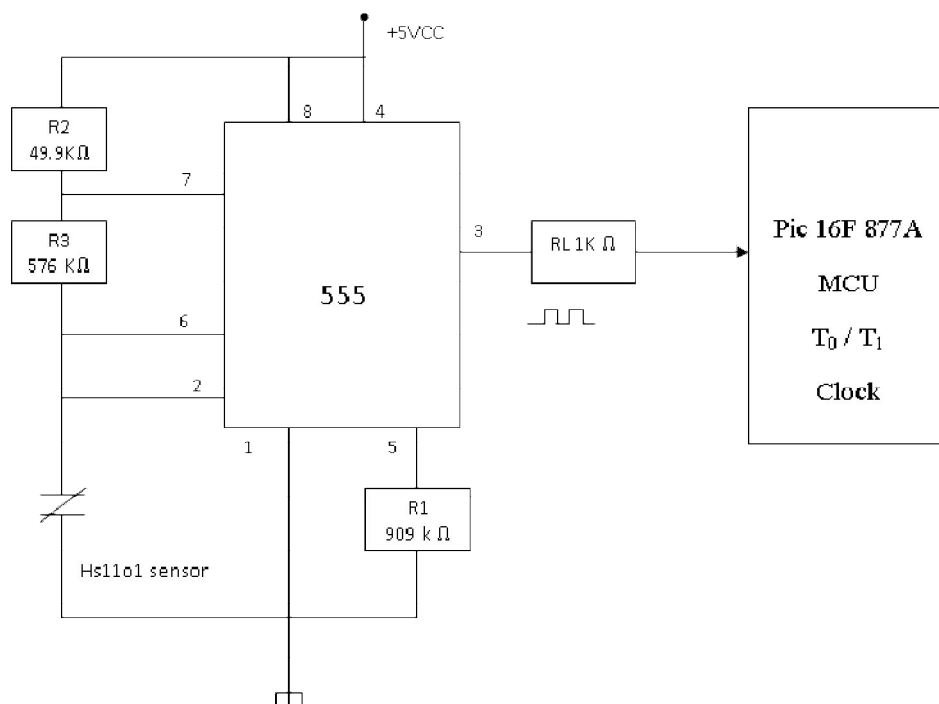 +5VCC
8
4
R2
49.9KΩ
7
R3
576 KΩ
3
RL 1K Ω
555
6
2
1
5
R1
909 k Ω
Hs11o1 sensor
Pic 16F 877A
MCU
T0 / T1
Clock